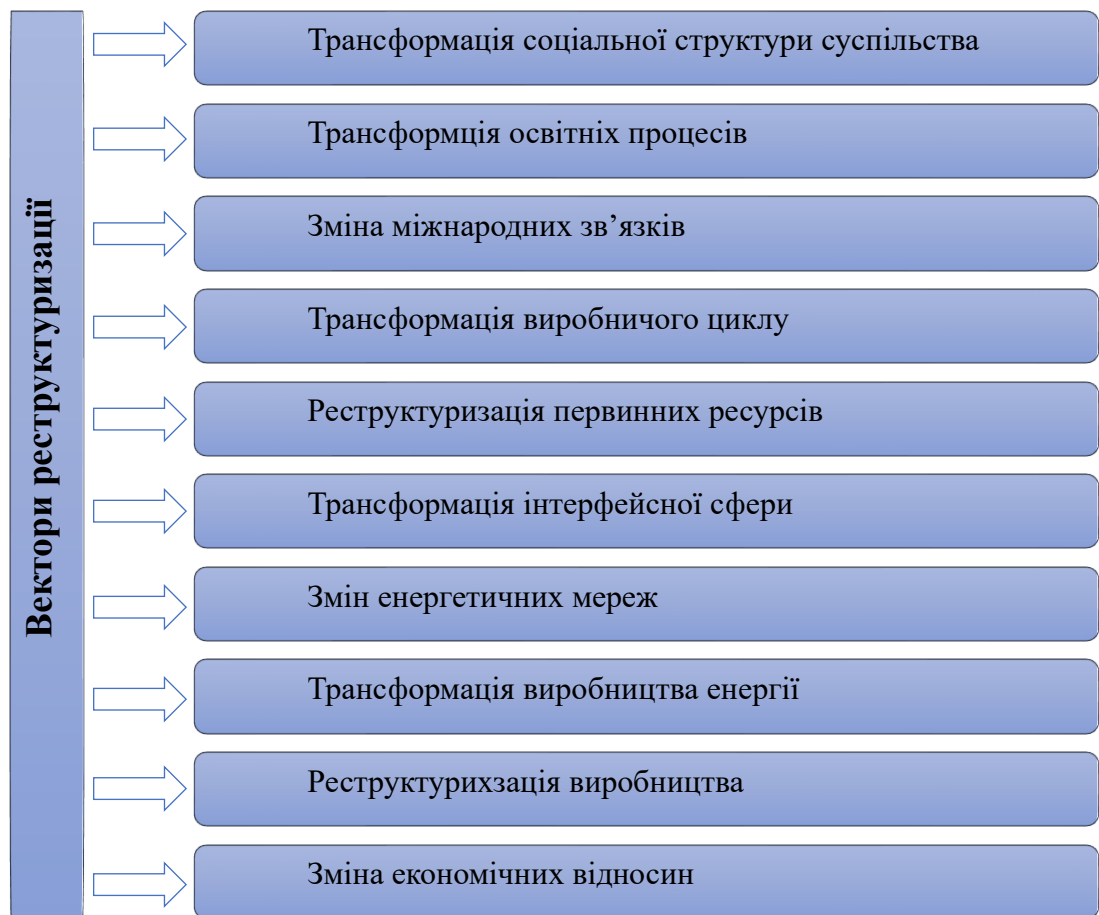 Вектори реструктуризації
Трансформація соціальної структури суспільства
Трансформція освітніх процесів
Зміна міжнародних зв’язків
Трансформація виробничого циклу
Реструктуризація первинних ресурсів
Трансформація інтерфейсної сфери
Змін енергетичних мереж
Трансформація виробництва енергії
Реструктурихзація виробництва
Зміна економічних відносин